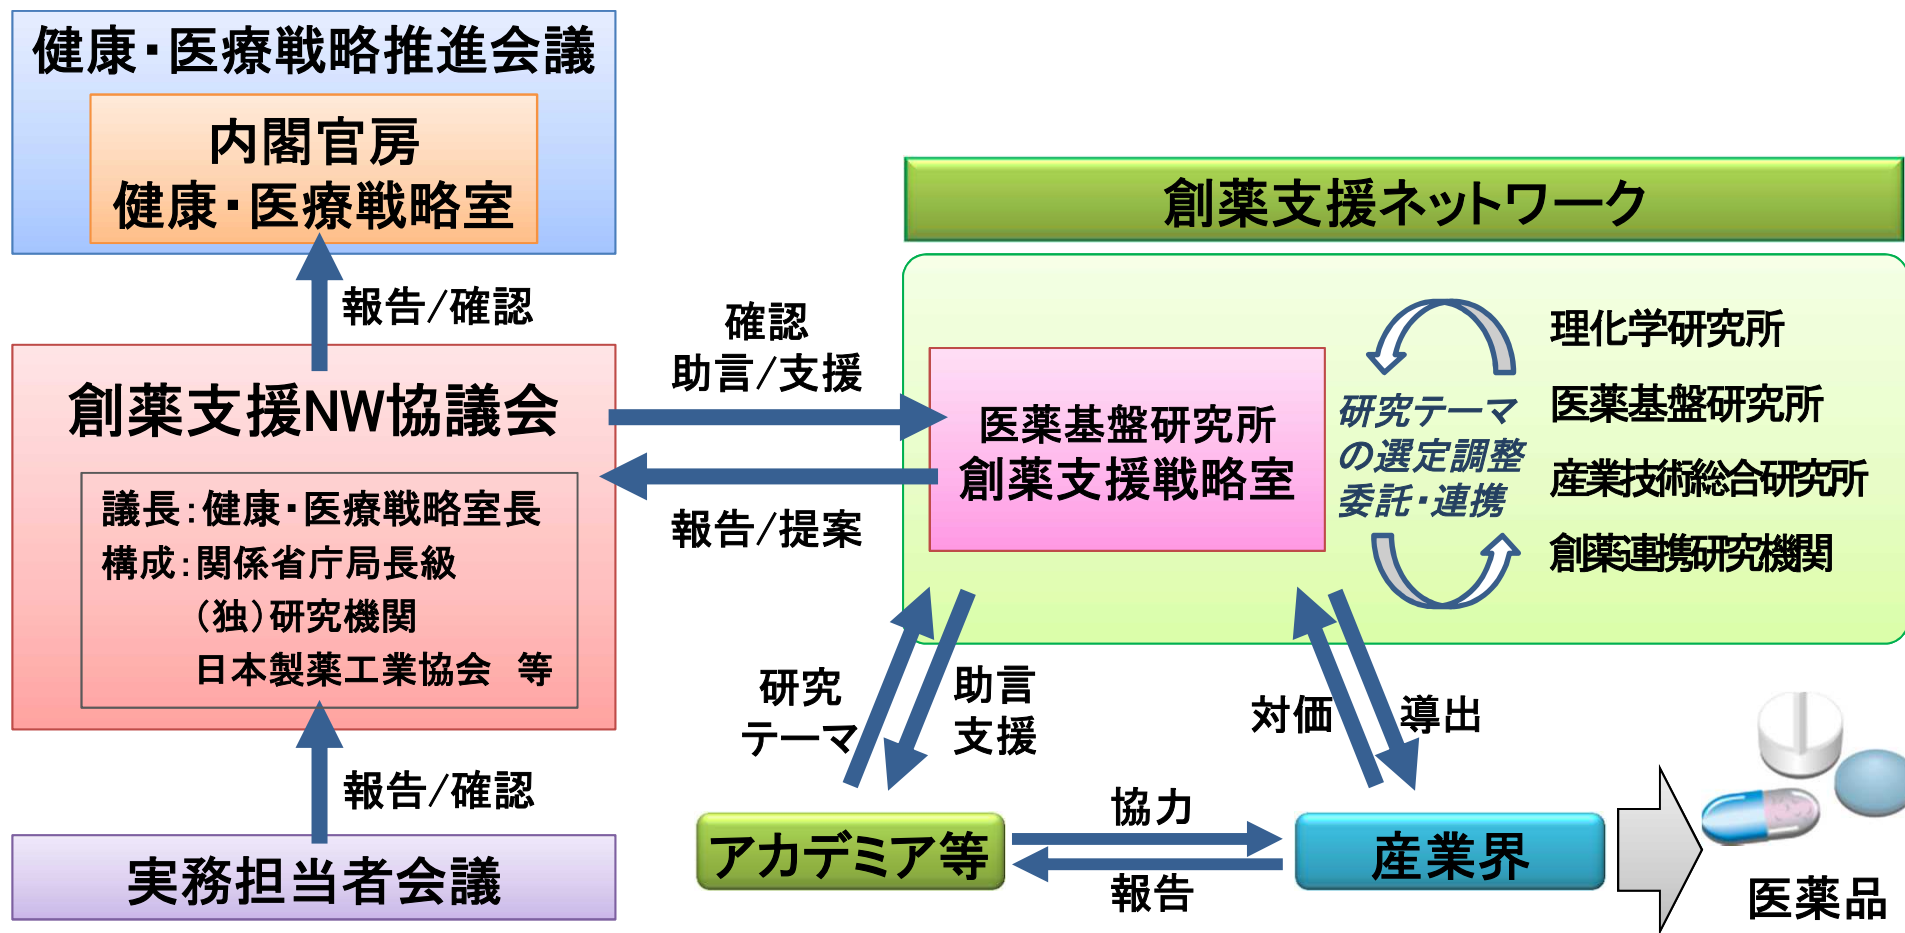 健康・医療戦略推進会議
内閣官房
健康・医療戦略室
報告/確認
創薬支援NW協議会
議長：健康・医療戦略室長
構成：関係省庁局長級
（独）研究機関
日本製薬工業協会　等
報告/確認
実務担当者会議
確認
助言/支援
報告/提案
創薬支援ネットワーク
医薬基盤研究所
創薬支援戦略室
研究テーマ
の選定調整
委託・連携
理化学研究所
医薬基盤研究所
産業技術総合研究所
創薬連携研究機関
研究
テーマ
助言
支援
対価
導出
アカデミア等
協力
報告
産業界
医薬品